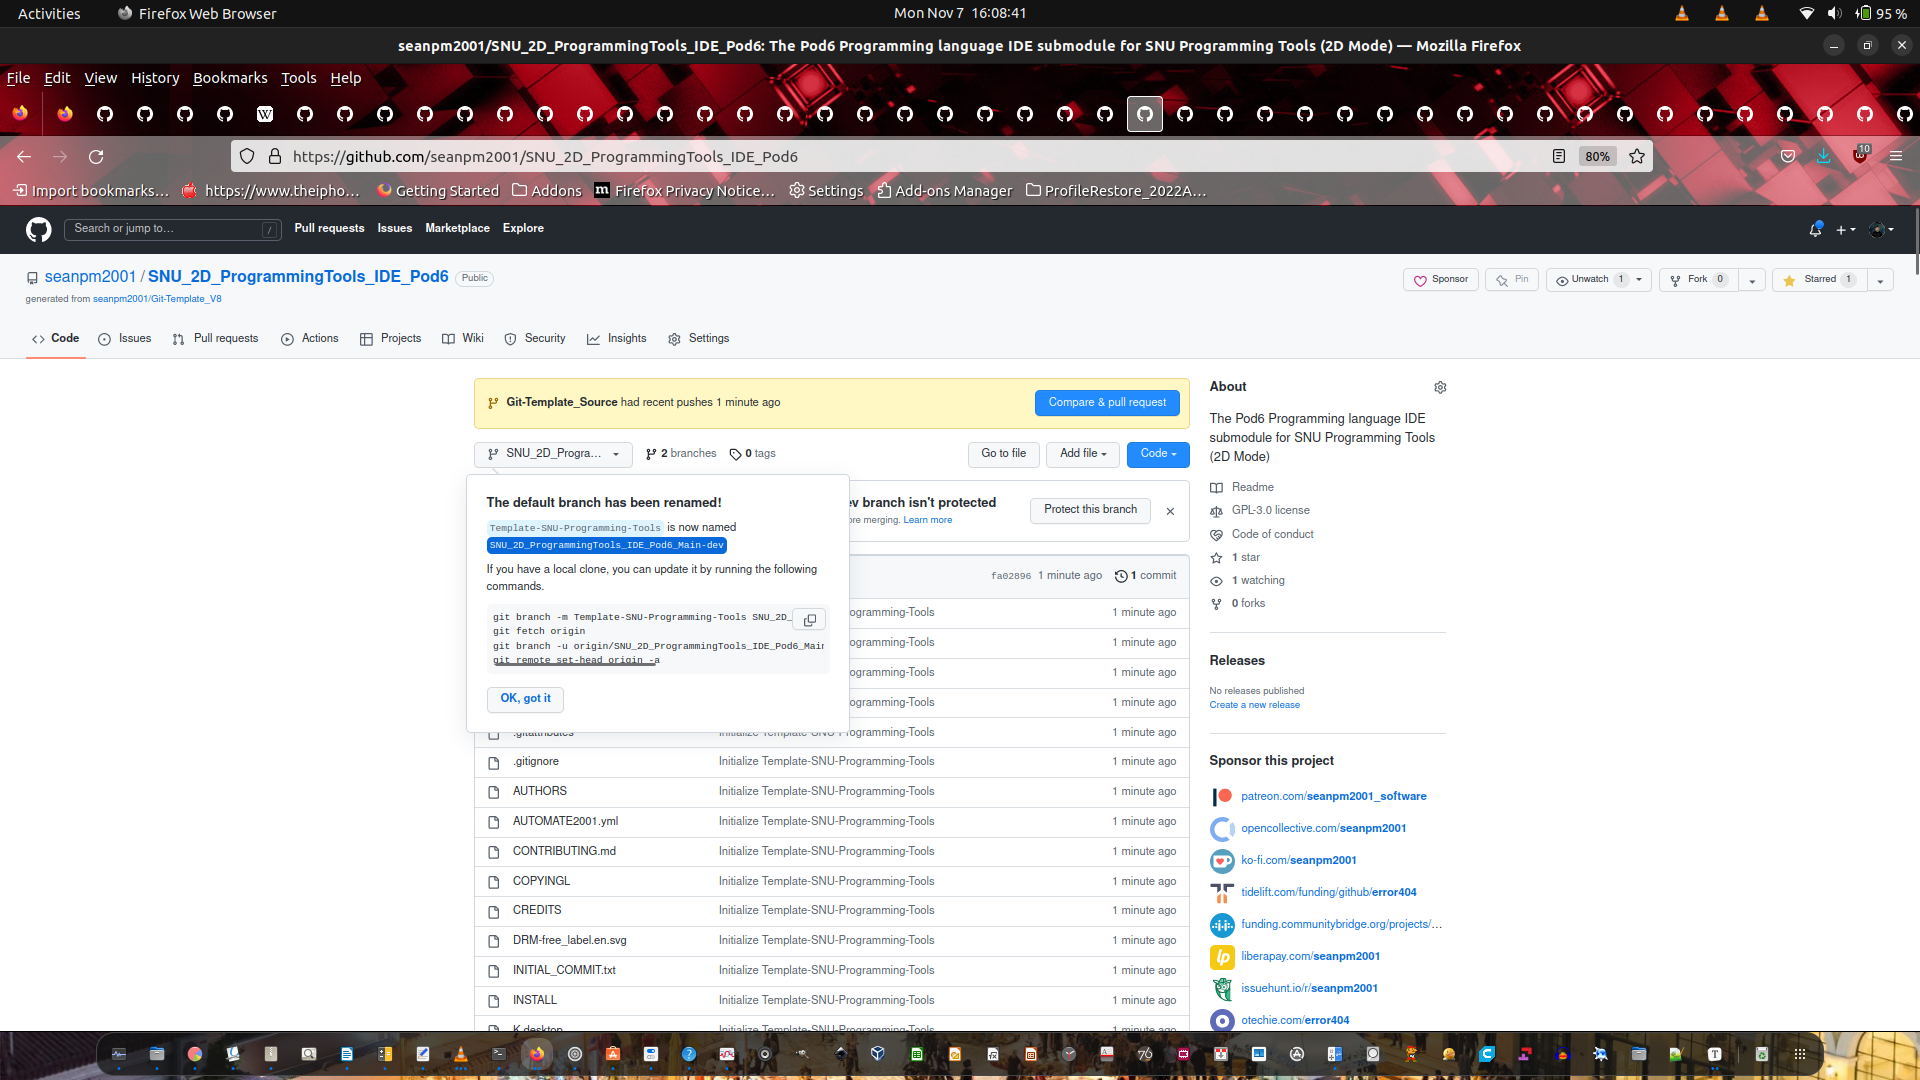 Activities
Firefox Web Browser
Mon Nov 7 16:08:41
95 %
seanpm2001/SNU_2D_ProgrammingTools_IDE_Pod6: The Pod6 Programming language IDE submodule for SNU Programming Tools (2D Mode) — Mozilla Firefox
File Edit View History Bookmarks Tools Help
https://github.com/seanpm2001/SNU_2D_ProgrammingTools_IDE_Pod6
80%
10
Import bookmarks…
https://www.theipho…
Getting Started
Addons
Firefox Privacy Notice…
Settings
Add-ons Manager
ProfileRestore_2022A…
Search or jump to…
/
Pull requests
Issues
Marketplace
Explore
seanpm2001 / SNU_2D_ProgrammingTools_IDE_Pod6
Public
generated from seanpm2001/Git-Template_V8
Sponsor
Pin
Unwatch 1
Fork 0
Starred 1
Code
Issues
Pull requests
Actions
Projects
Wiki
Security
Insights
Settings
Git-Template_Source had recent pushes 1 minute ago
Compare & pull request
SNU_2D_Progra…
2 branches
0 tags
Go to file
Add file
Code
The default branch has been renamed!
Template-SNU-Programming-Tools is now named
SNU_2D_ProgrammingTools_IDE_Pod6_Main-dev
If you have a local clone, you can update it by running the following
commands.
git branch -m Template-SNU-Programming-Tools SNU_2D_
git fetch origin
git branch -u origin/SNU_2D_ProgrammingTools_IDE_Pod6_Main
git remote set-head origin -a
OK, got it
ev branch isn't protected
ore merging. Learn more
Protect this branch
fa02896 1 minute ago
1 commit
ogramming-Tools 1 minute ago
ogramming-Tools 1 minute ago
ogramming-Tools 1 minute ago
ogramming-Tools 1 minute ago
.gitattributes Initialize Template-SNU-Programming-Tools 1 minute ago
.gitignore Initialize Template-SNU-Programming-Tools 1 minute ago
AUTHORS Initialize Template-SNU-Programming-Tools 1 minute ago
AUTOMATE2001.yml Initialize Template-SNU-Programming-Tools 1 minute ago
CONTRIBUTING.md Initialize Template-SNU-Programming-Tools 1 minute ago
COPYINGL Initialize Template-SNU-Programming-Tools 1 minute ago
CREDITS Initialize Template-SNU-Programming-Tools 1 minute ago
DRM-free_label.en.svg Initialize Template-SNU-Programming-Tools 1 minute ago
INITIAL_COMMIT.txt Initialize Template-SNU-Programming-Tools 1 minute ago
INSTALL Initialize Template-SNU-Programming-Tools 1 minute ago
K.desktop Initialize Template-SNU-Programming-Tools 1 minute ago
About
The Pod6 Programming language IDE
submodule for SNU Programming Tools
(2D Mode)
Readme
GPL-3.0 license
Code of conduct
1 star
1 watching
0 forks
Releases
No releases published
Create a new release
Sponsor this project
patreon.com/seanpm2001_software
opencollective.com/seanpm2001
ko-fi.com/seanpm2001
tidelift.com/funding/github/error404
funding.communitybridge.org/projects/…
liberapay.com/seanpm2001
issuehunt.io/r/seanpm2001
otechie.com/error404